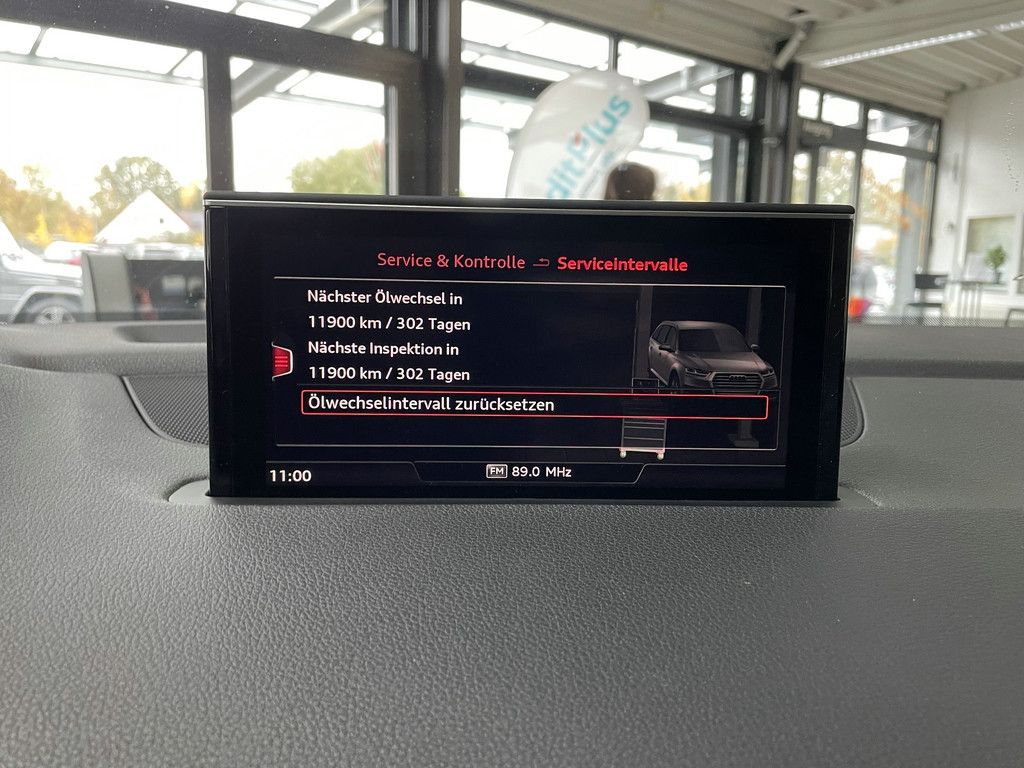 ditPlus
Service & Kontrolle Serviceintervalle
Nächster Ölwechsel in
11900 km / 302 Tagen
Nächste Inspektion in
11900 km / 302 Tagen
Ölwechselintervall zurücksetzen
11:00
FM 89.0 MHz